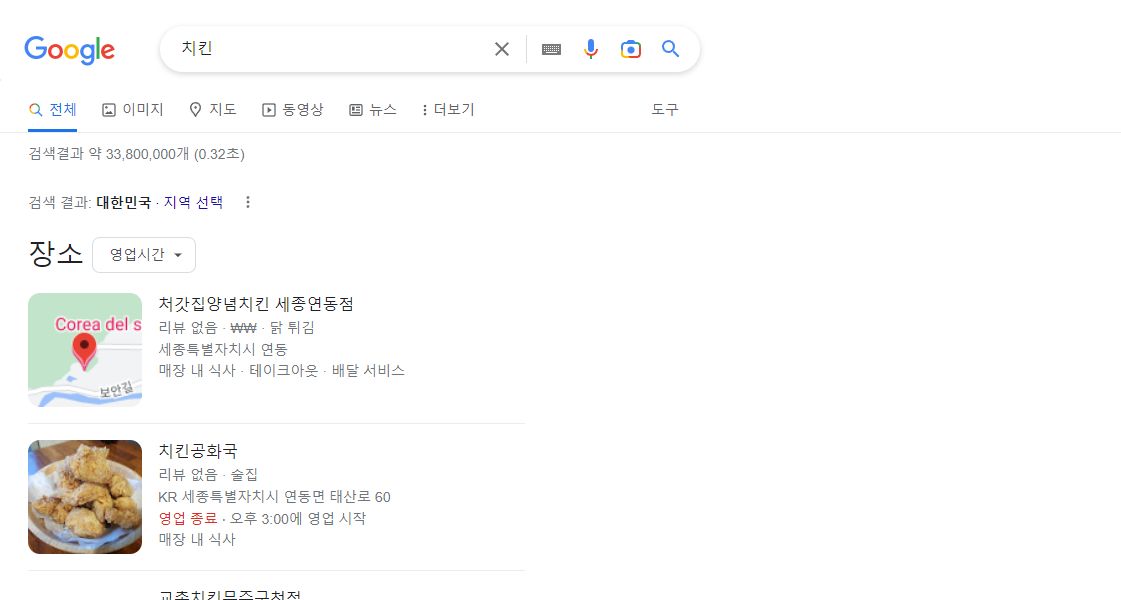 Google
치킨
전체 이미지 지도 동영상 뉴스 더보기 도구
검색결과 약 33,800,000개 (0.32초)
검색 결과: 대한민국 · 지역 선택
장소 영업시간
Corea del s
보안길
처갓집양념치킨 세종연동점
리뷰 없음 · ₩₩ · 닭 튀김
세종특별자치시 연동
매장 내 식사 · 테이크아웃 · 배달 서비스
치킨공화국
리뷰 없음 · 술집
KR 세종특별자치시 연동면 태산로 60
영업 종료 · 오후 3:00에 영업 시작
매장 내 식사